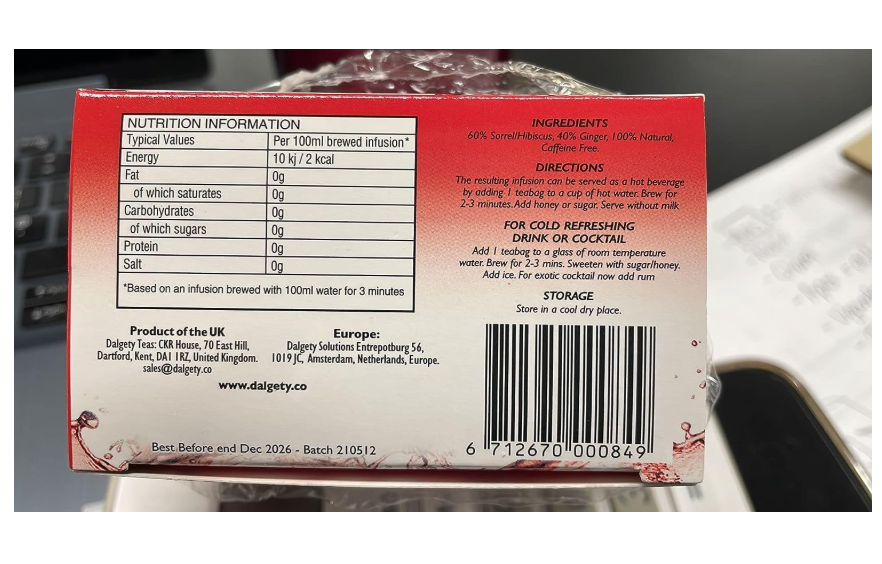 NUTRITION INFORMATION
Typical Values Per 100ml brewed infusion*
Energy 10 kj / 2 kcal
Fat 0g
of which saturates 0g
Carbohydrates 0g
of which sugars 0g
Protein 0g
Salt 0g
*Based on an infusion brewed with 100ml water for 3 minutes
Product of the UK
Dalgety Teas: CKR House, 70 East Hill,
Dartford, Kent, DA1 1RZ, United Kingdom.
sales@dalgety.co
Europe:
Dalgety Solutions Entrepotburg 56,
1019 JC, Amsterdam, Netherlands, Europe.
www.dalgety.co
Best Before end Dec 2026 - Batch 210512
INGREDIENTS
60% Sorrel/Hibiscus, 40% Ginger, 100% Natural,
Caffeine Free.
DIRECTIONS
The resulting infusion can be served as a hot beverage
by adding 1 teabag to a cup of hot water. Brew for
2-3 minutes. Add honey or sugar. Serve without milk
FOR COLD REFRESHING
DRINK OR COCKTAIL
Add 1 teabag to a glass of room temperature
water. Brew for 2-3 mins. Sweeten with sugar/honey.
Add ice. For exotic cocktail now add rum
STORAGE
Store in a cool dry place.
6 712670 000849